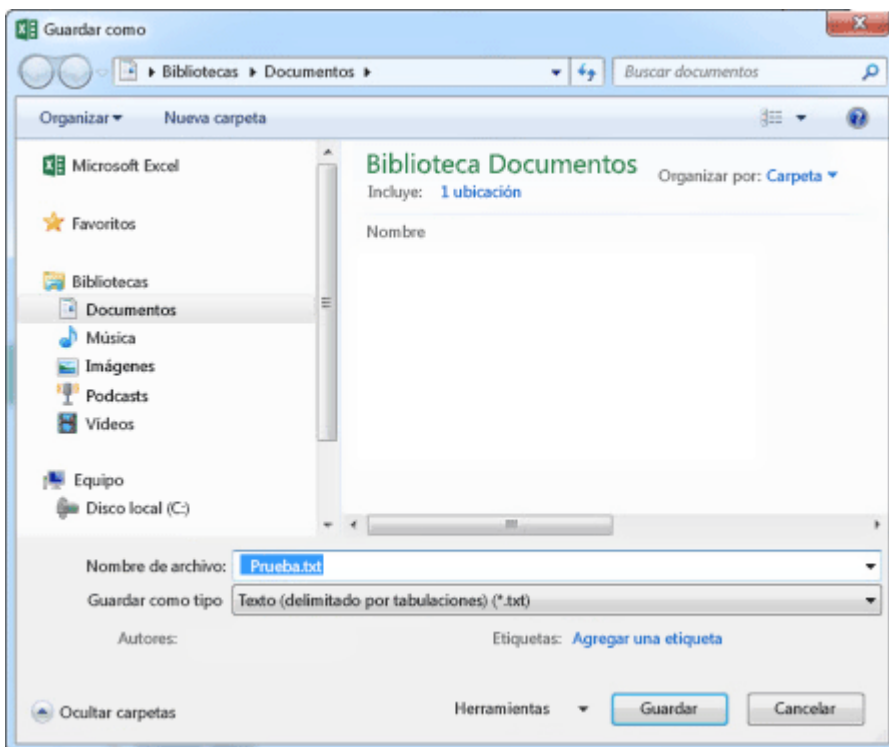 Guardar como
Bibliotecas Documentos
Buscar documentos
Organizar
Nueva carpeta
Microsoft Excel
Favoritos
Bibliotecas
Documentos
Música
Imágenes
Podcasts
Vídeos
Equipo
Disco local (C:)
Biblioteca Documentos
Incluye: 1 ubicación
Organizar por: Carpeta
Nombre
Nombre de archivo: Prueba.txt
Guardar como tipo Texto (delimitado por tabulaciones) (*.txt)
Autores:
Etiquetas: Agregar una etiqueta
Ocultar carpetas
Herramientas
Guardar
Cancelar